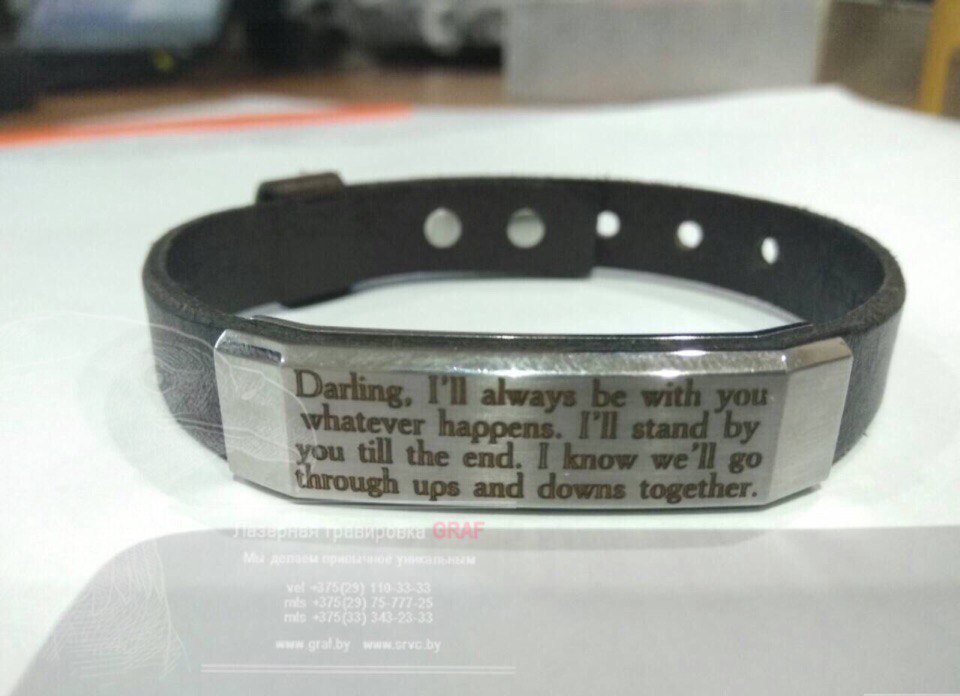 Darling, I'll always be with you
whatever happens. I'll stand by
you till the end. I know we'll go
through ups and downs together.
Лазерная гравировка GRAF
Мы делаем привычное уникальным
vel +375(29) 110-33-33
mts +375(29) 75-777-25
mts +375(33) 343-23-33
www.graf.by www.srvc.by